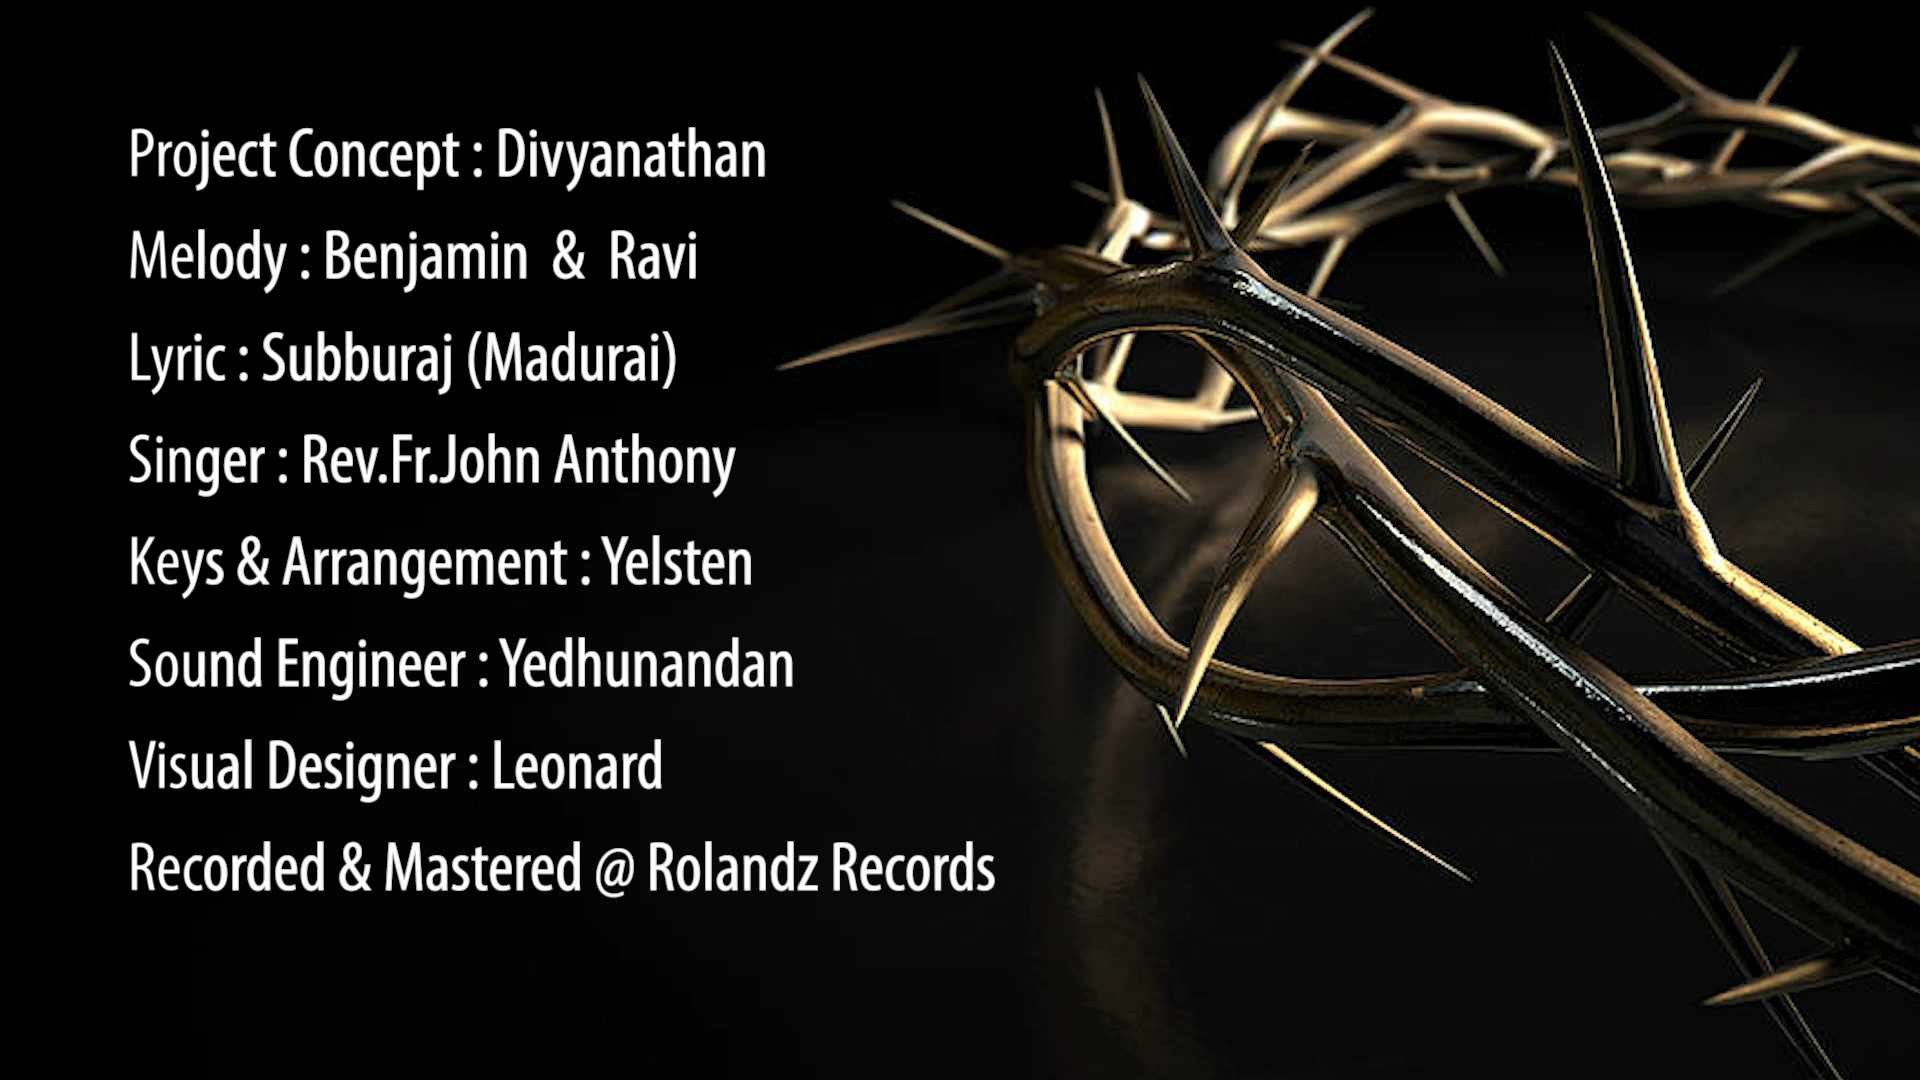 Project Concept : Divyanathan
Melody : Benjamin & Ravi
Lyric : Subburaj (Madurai)
Singer : Rev.Fr.John Anthony
Keys & Arrangement : Yelsten
Sound Engineer : Yedhunandan
Visual Designer : Leonard
Recorded & Mastered @ Rolandz Records